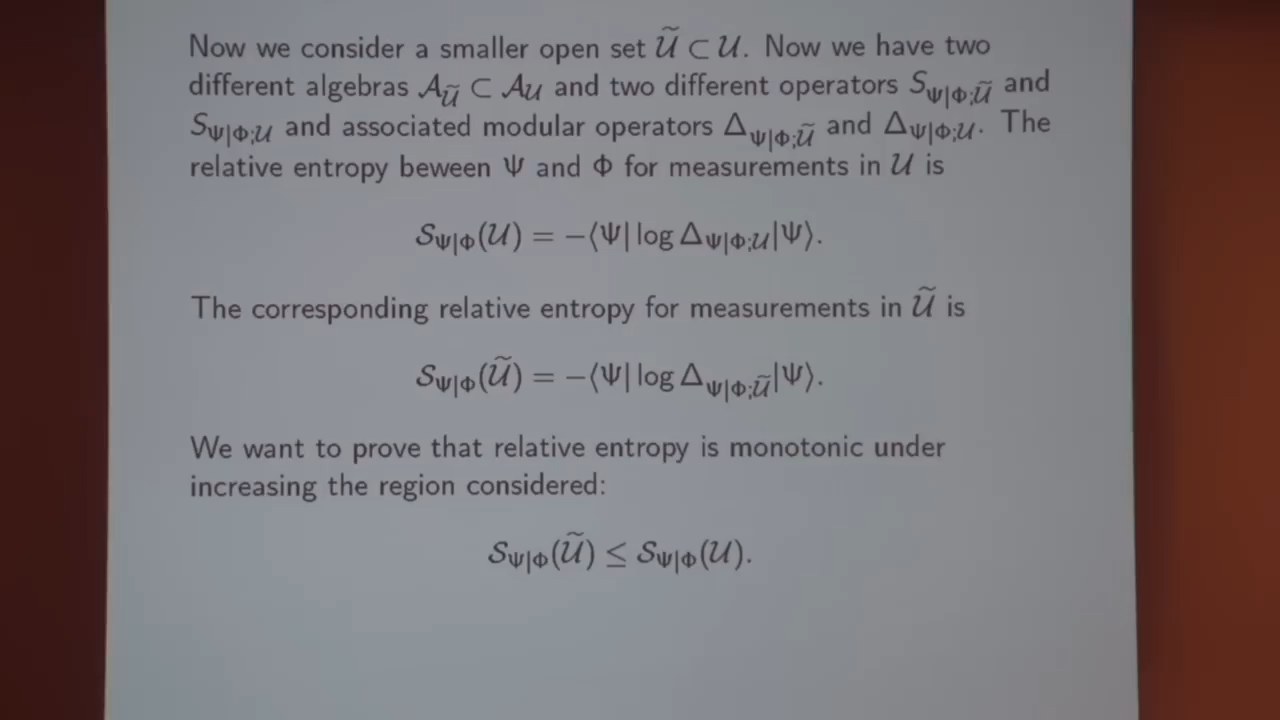 Now we consider a smaller open set Ũ ⊂ U. Now we have two
different algebras A_Ũ ⊂ A_U and two different operators S_Ψ|Φ;Ũ and
S_Ψ|Φ;U and associated modular operators Δ_Ψ|Φ;Ũ and Δ_Ψ|Φ;U. The
relative entropy beween Ψ and Φ for measurements in U is
S_Ψ|Φ(U) = −⟨Ψ| log Δ_Ψ|Φ;U|Ψ⟩.
The corresponding relative entropy for measurements in Ũ is
S_Ψ|Φ(Ũ) = −⟨Ψ| log Δ_Ψ|Φ;Ũ|Ψ⟩.
We want to prove that relative entropy is monotonic under
increasing the region considered:
S_Ψ|Φ(Ũ) ≤ S_Ψ|Φ(U).